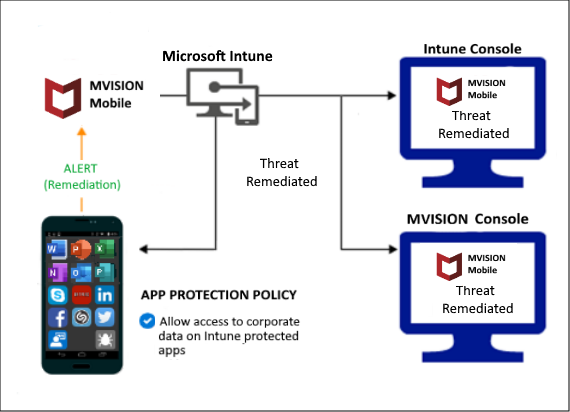 Microsoft Intune
Intune Console
MVISION
Mobile
MVISION
Mobile
Threat
Remediated
ALERT
(Remediation)
Threat
Remediated
MVISION Console
MVISION
Mobile
Threat
Remediated
W
P
X
N
O
P
S
in
f
APP PROTECTION POLICY
Allow access to corporate
data on Intune protected
apps